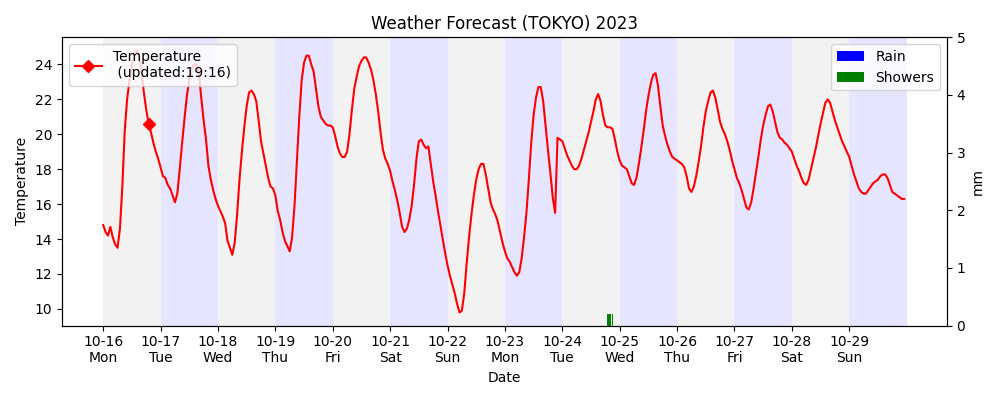 Weather Forecast (TOKYO) 2023
Temperature
(updated:19:16)
Rain
Showers
Temperature
24
22
20
18
16
14
12
10
5
4
3
2
1
0
mm
10-16 10-17 10-18 10-19 10-20 10-21 10-22 10-23 10-24 10-25 10-26 10-27 10-28 10-29
Mon Tue Wed Thu Fri Sat Sun Mon Tue Wed Thu Fri Sat Sun
Date